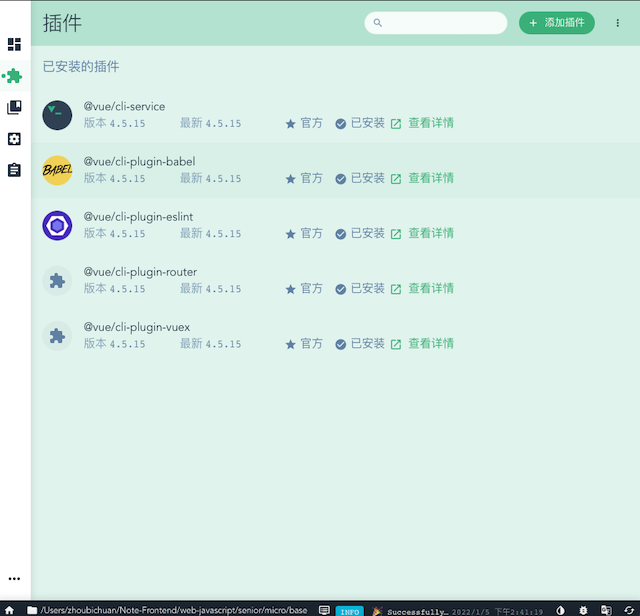 插件
添加插件
已安装的插件
@vue/cli-service
版本 4.5.15 最新 4.5.15 官方 已安装 查看详情
BABEL
@vue/cli-plugin-babel
版本 4.5.15 最新 4.5.15 官方 已安装 查看详情
@vue/cli-plugin-eslint
版本 4.5.15 最新 4.5.15 官方 已安装 查看详情
@vue/cli-plugin-router
版本 4.5.15 最新 4.5.15 官方 已安装 查看详情
@vue/cli-plugin-vuex
版本 4.5.15 最新 4.5.15 官方 已安装 查看详情
/Users/zhoubichuan/Note-Frontend/web-javascript/senior/micro/base INFO Successfully… 2022/1/5 下午2:41:19